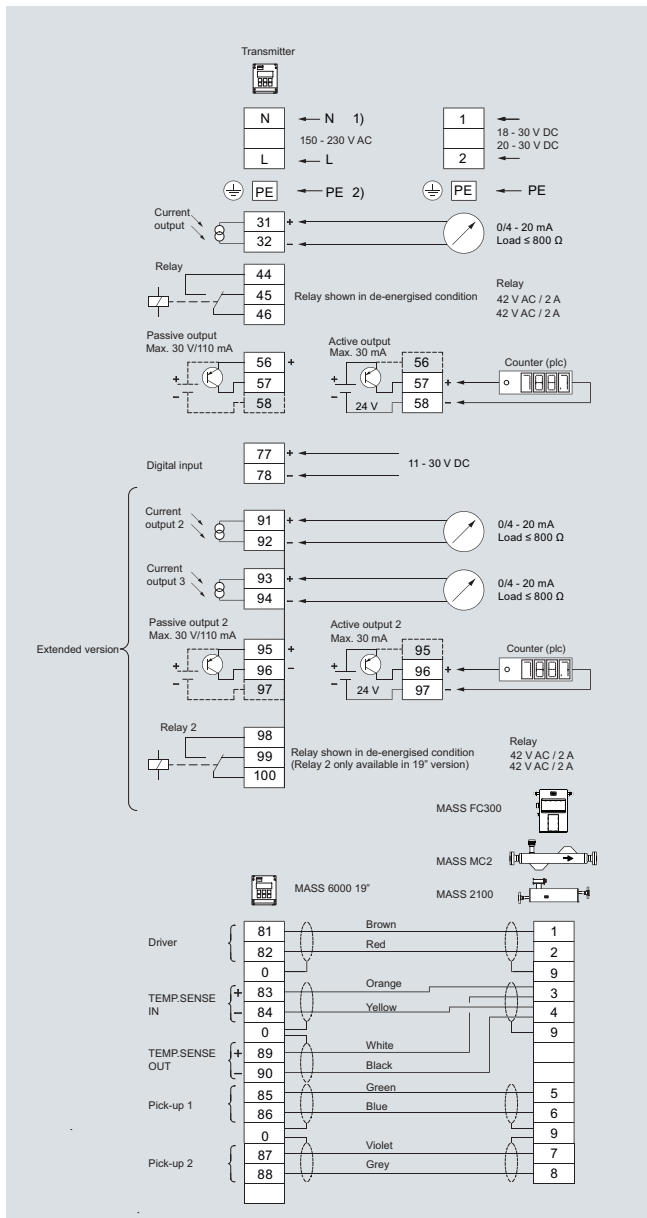 Transmitter
N ← N 1) 1
150 - 230 V AC 18 - 30 V DC
20 - 30 V DC
L ← L 2
PE ← PE 2) PE ← PE
Current
output
31 +
32 −
0/4 - 20 mA
Load ≤ 800 Ω
Relay
44
45
46
Relay shown in de-energised condition
Relay
42 V AC / 2 A
42 V AC / 2 A
Passive output
Max. 30 V/110 mA
+
−
56 +
57
58
Active output
Max. 30 mA
+
−
24 V
56
57 +
58 −
Counter (plc)
Digital input
77 +
78 −
11 - 30 V DC
Extended version
Current
output 2
91 +
92 −
0/4 - 20 mA
Load ≤ 800 Ω
Current
output 3
93 +
94 −
0/4 - 20 mA
Load ≤ 800 Ω
Passive output 2
Max. 30 V/110 mA
+
−
95 +
96 −
97
Active output 2
Max. 30 mA
+
−
24 V
95
96 +
97 −
Counter (plc)
Relay 2
98
99
100
Relay shown in de-energised condition
(Relay 2 only available in 19" version)
Relay
42 V AC / 2 A
42 V AC / 2 A
MASS FC300
MASS MC2
MASS 6000 19"
MASS 2100
Driver
81 Brown 1
82 Red 2
0 9
TEMP.SENSE
IN
+ 83 Orange 3
− 84 Yellow 4
0 9
TEMP.SENSE
OUT
+ 89 White
− 90 Black
Pick-up 1
85 Green 5
86 Blue 6
0 9
Pick-up 2
87 Violet 7
88 Grey 8